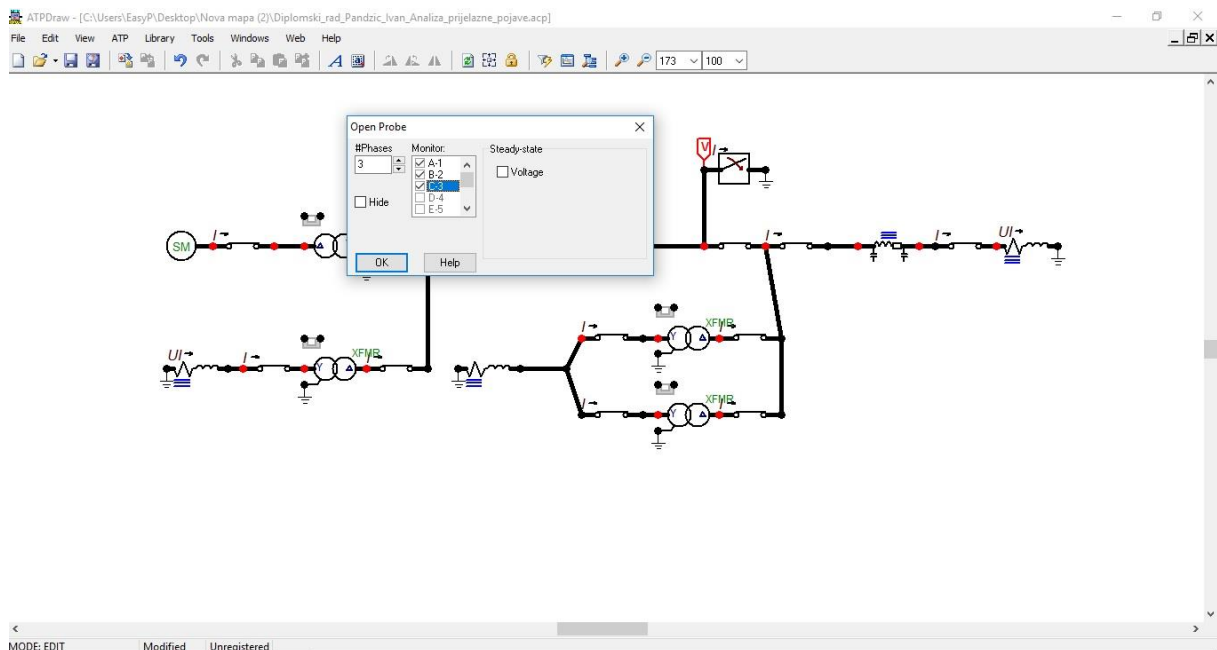 ATPDraw - [C:\Users\EasyP\Desktop\Nova mapa (2)\Diplomski_rad_Pandzic_Ivan_Analiza_prijelazne_pojave.acp]
File Edit View ATP Library Tools Windows Web Help
173 100
Open Probe
#Phases Monitor: Steady-state
3 A-1 Voltage
B-2
C-3
Hide D-4
E-5
OK Help
V I
SM I I UI
XFMR
I I
UI I XFMR I
XFMR
I I
Y Δ
MODE: EDIT Modified Unregistered